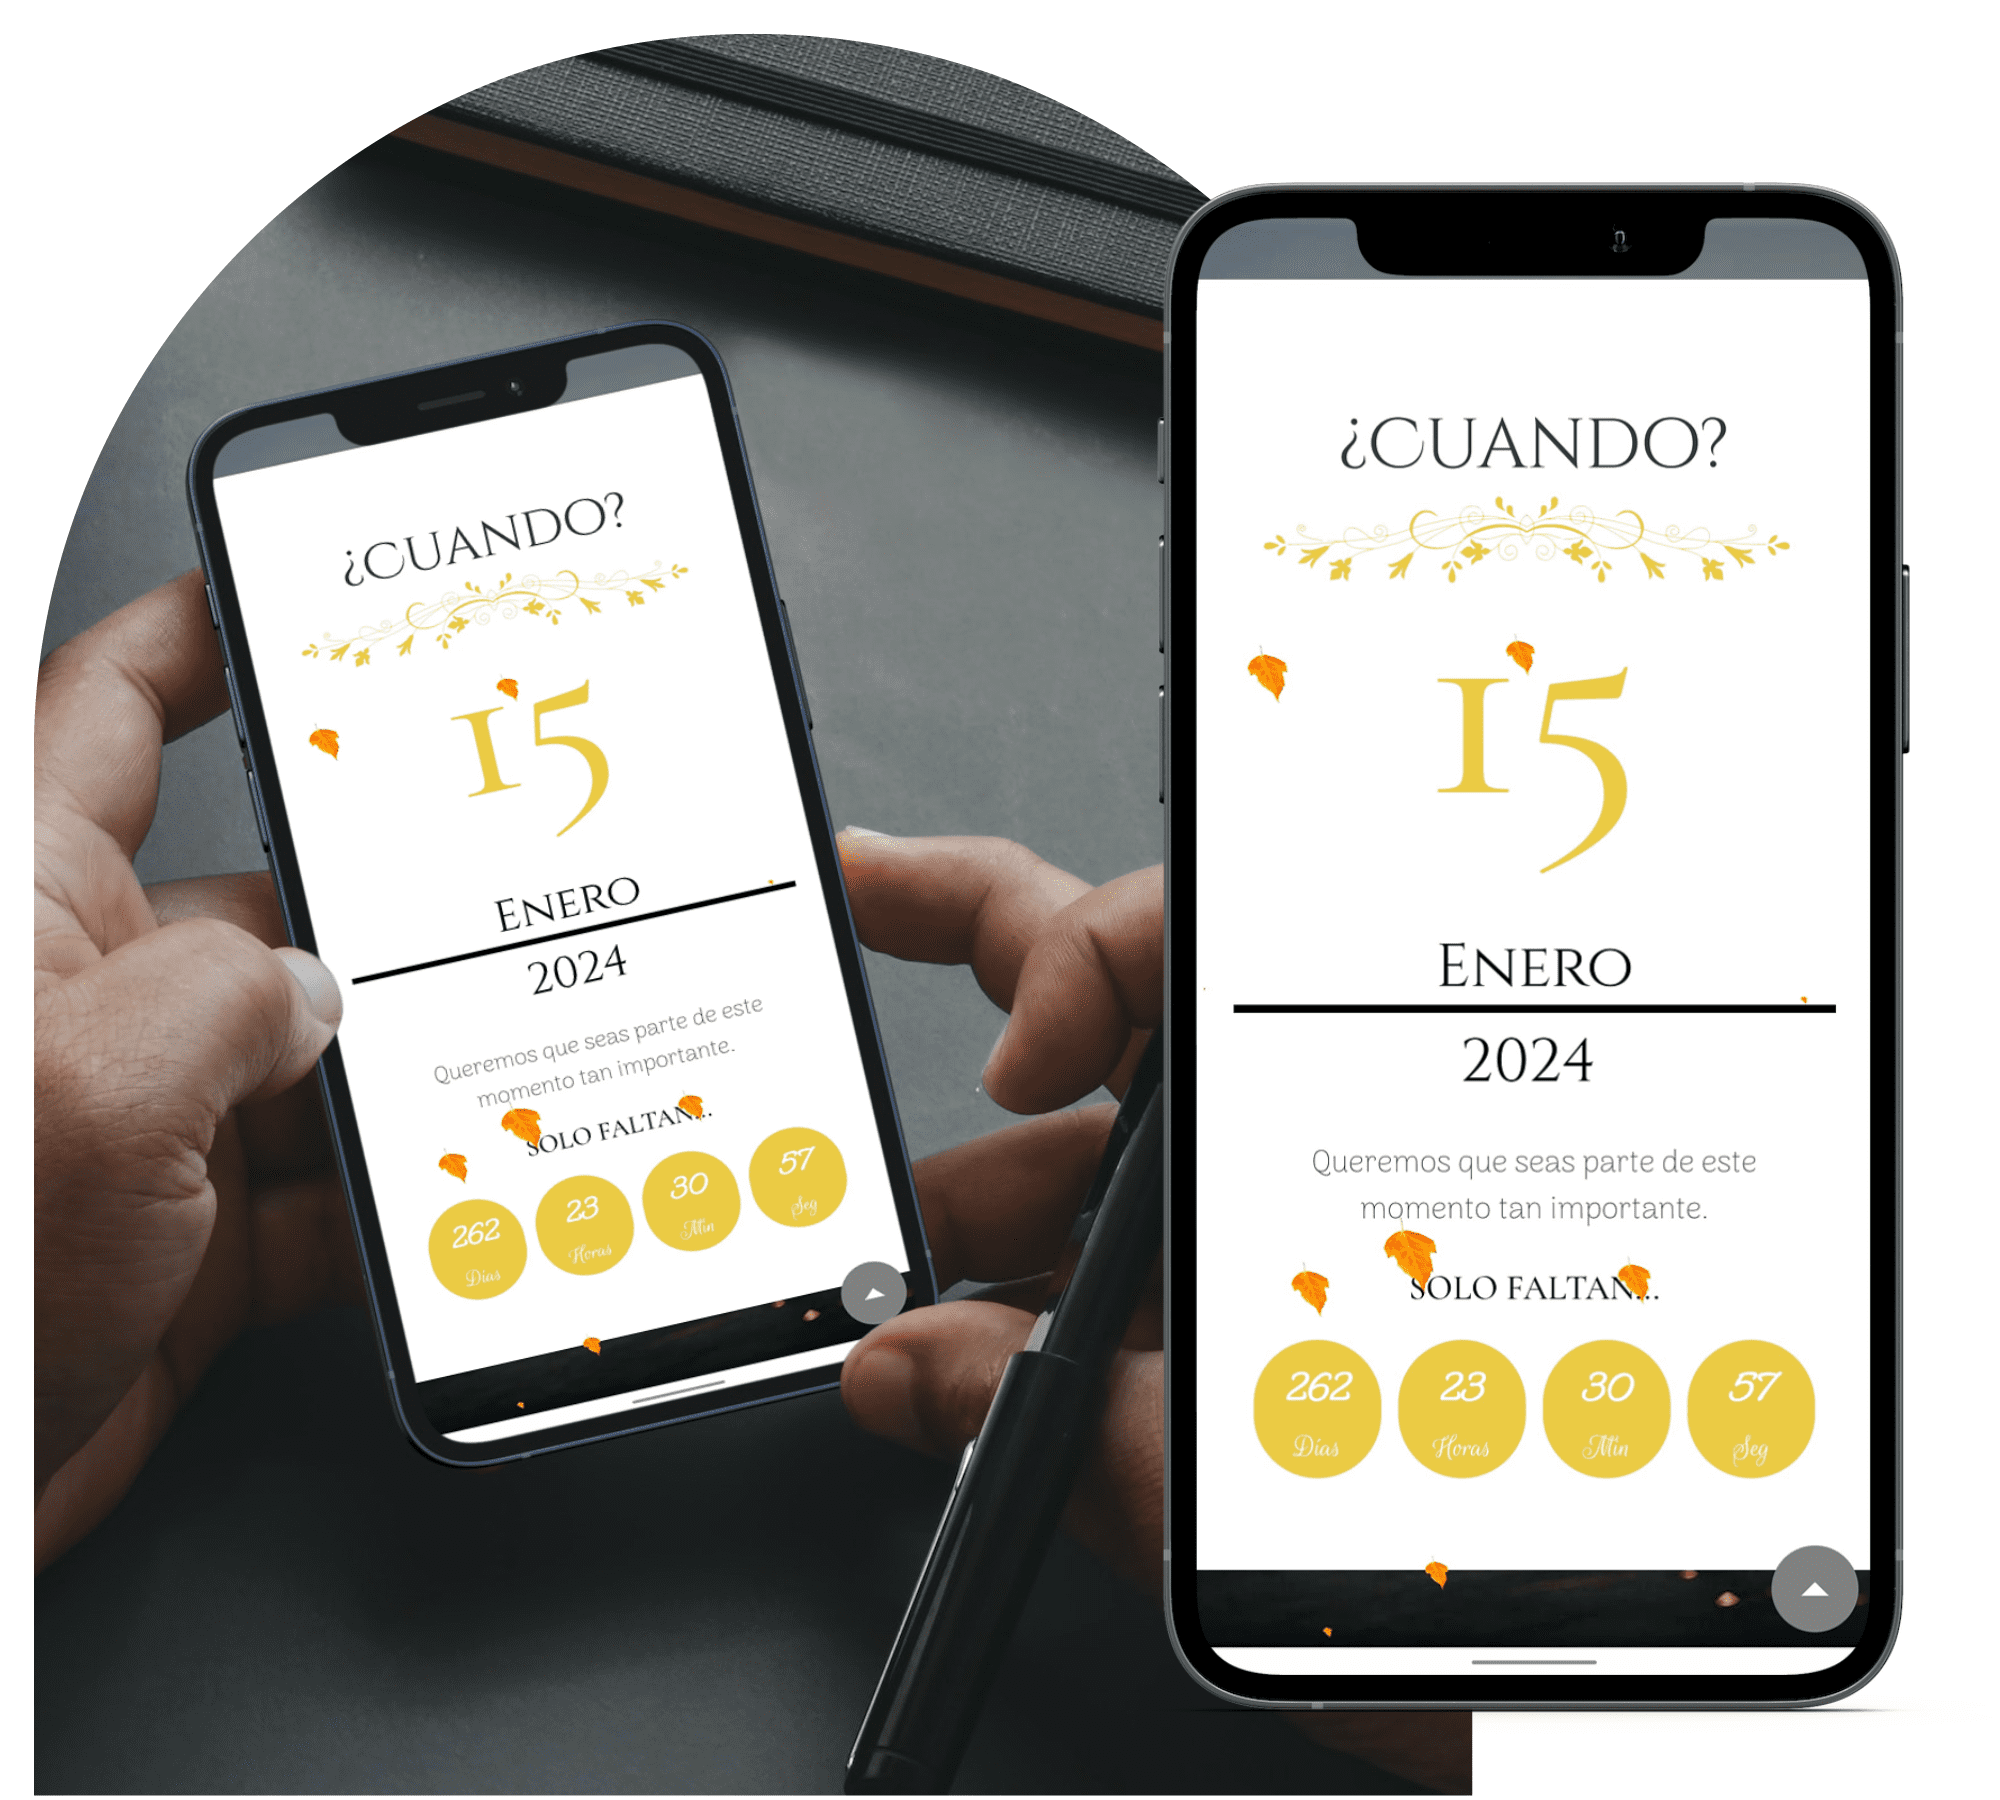 ¿CUANDO?
15
ENERO
2024
Queremos que seas parte de este
momento tan importante.
SOLO FALTAN...
262 23 30 57
Días Horas Min Seg
¿CUANDO?
15
ENERO
2024
Queremos que seas parte de este
momento tan importante.
SOLO FALTAN...
262 23 30 57
Días Horas Min Seg